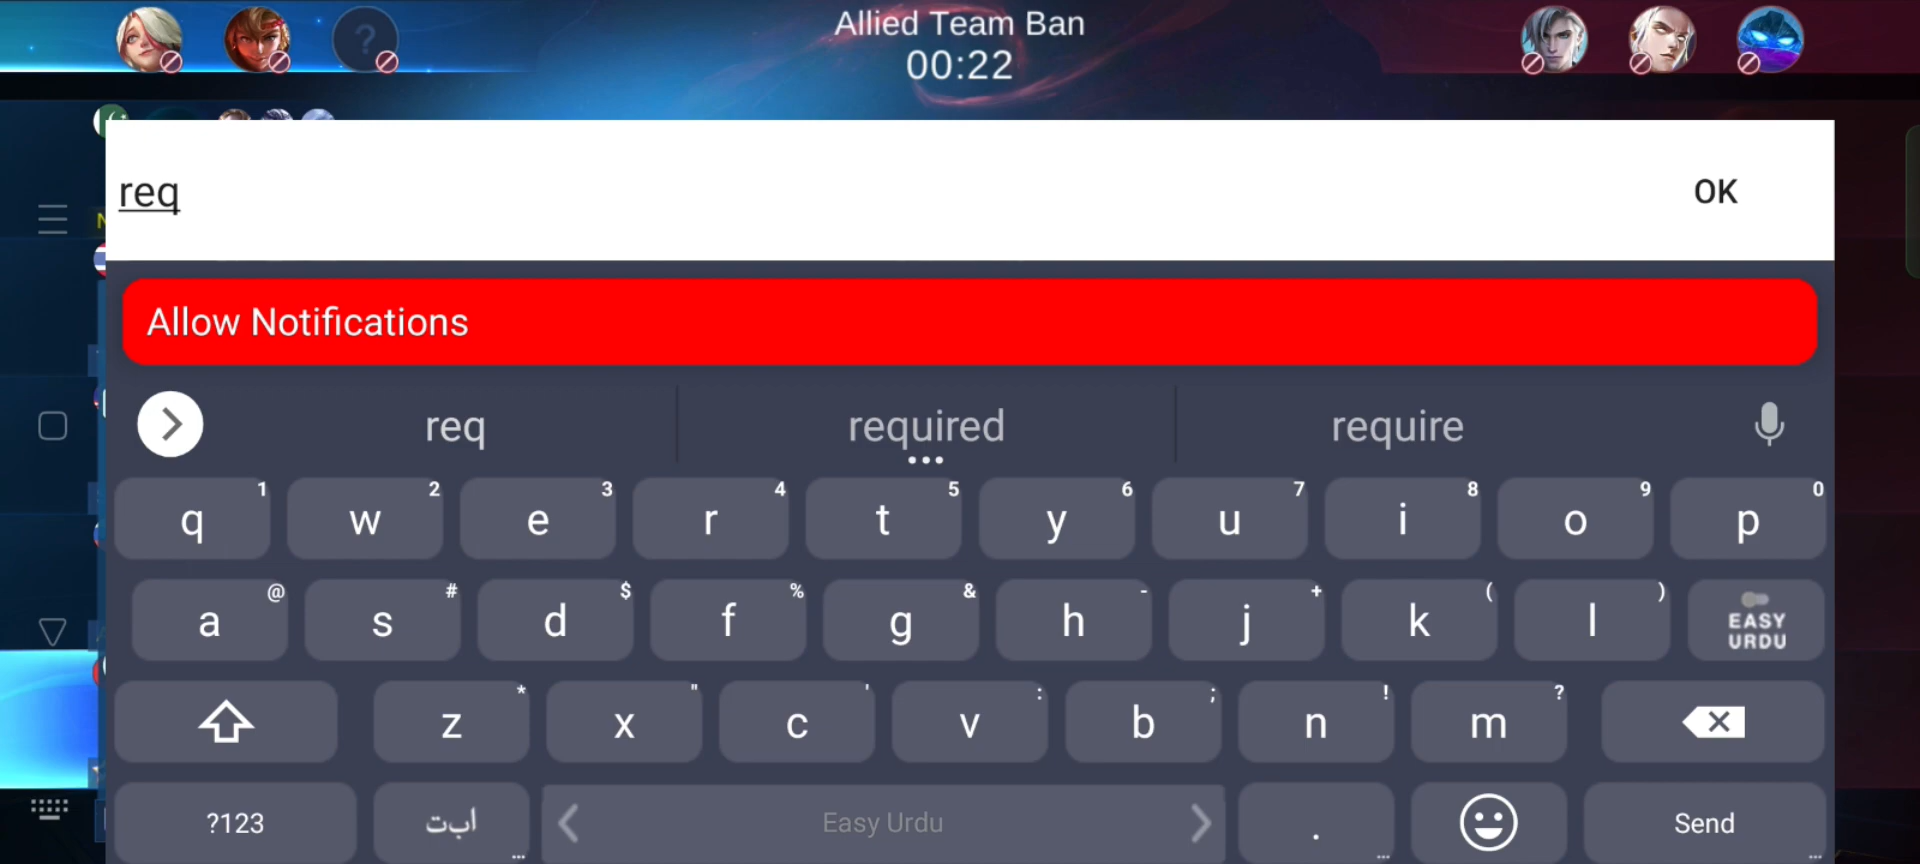 Allied Team Ban
00:22
req
OK
Allow Notifications
req required require
1 2 3 4 5 6 7 8 9 0
q w e r t y u i o p
@ # $ % & - + ( )
a s d f g h j k l EASY URDU
* " ' : ; ! ?
z x c v b n m
?123 ابت Easy Urdu . Send